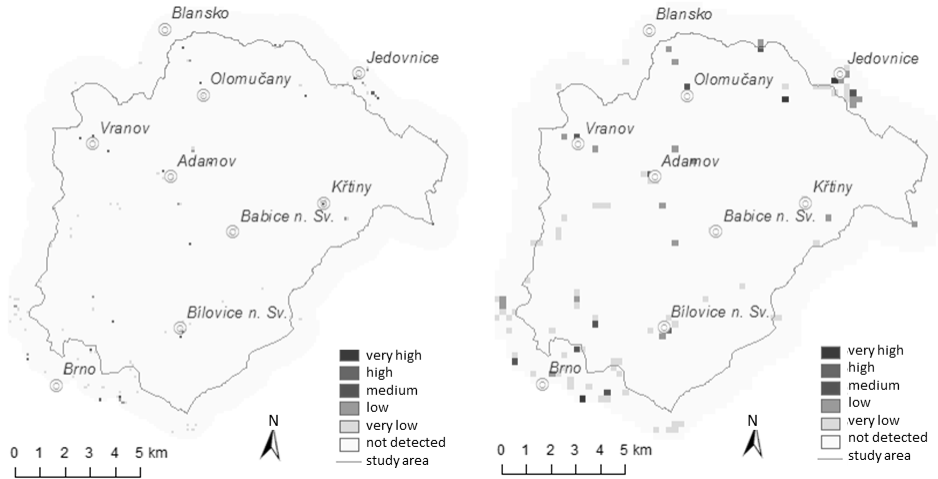 Blansko
Jedovnice
Olomučany
Vranov
Adamov
Křtiny
Babice n. Sv.
Bílovice n. Sv.
Brno
very high
high
medium
low
very low
not detected
study area
N
0 1 2 3 4 5 km
Blansko
Jedovnice
Olomučany
Vranov
Adamov
Křtiny
Babice n. Sv.
Bílovice n. Sv.
Brno
very high
high
medium
low
very low
not detected
study area
N
0 1 2 3 4 5 km